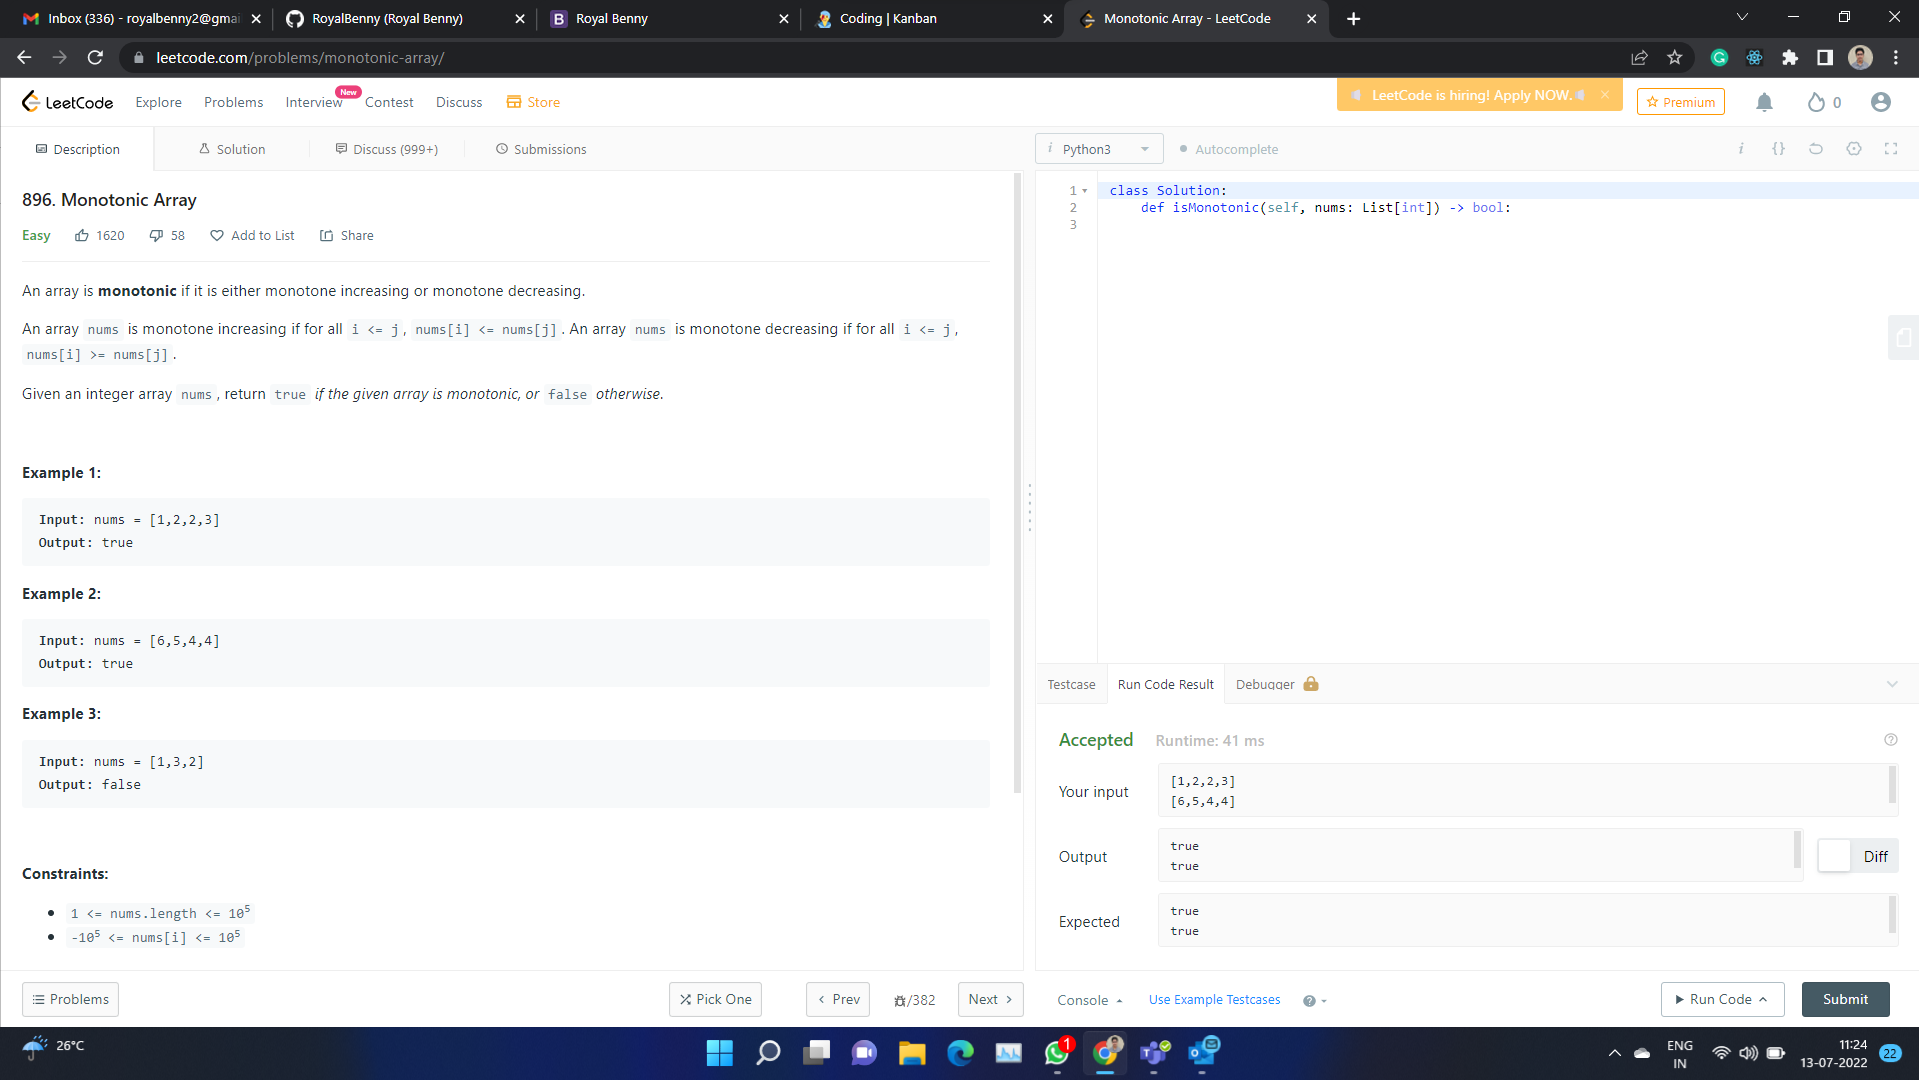 Inbox (336) - royalbenny2@gmai
RoyalBenny (Royal Benny)
B Royal Benny
Coding | Kanban
Monotonic Array - LeetCode
leetcode.com/problems/monotonic-array/
LeetCode Explore Problems Interview New Contest Discuss Store
LeetCode is hiring! Apply NOW.
Premium
0
Description
Solution
Discuss (999+)
Submissions
896. Monotonic Array
Easy 1620 58 Add to List Share
An array is monotonic if it is either monotone increasing or monotone decreasing.
An array nums is monotone increasing if for all i <= j, nums[i] <= nums[j]. An array nums is monotone decreasing if for all i <= j,
nums[i] >= nums[j].
Given an integer array nums, return true if the given array is monotonic, or false otherwise.
Example 1:
Input: nums = [1,2,2,3]
Output: true
Example 2:
Input: nums = [6,5,4,4]
Output: true
Example 3:
Input: nums = [1,3,2]
Output: false
Constraints:
1 <= nums.length <= 10⁵
-10⁵ <= nums[i] <= 10⁵
Problems
Pick One
Prev
/382
Next
i Python3
Autocomplete
i {}
1 class Solution:
2 def isMonotonic(self, nums: List[int]) -> bool:
3
Testcase
Run Code Result
Debugger
Accepted Runtime: 41 ms
Your input
[1,2,2,3]
[6,5,4,4]
Output
true
true
Diff
Expected
true
true
Console
Use Example Testcases
Run Code
Submit
26°C
1
ENG
IN
11:24
13-07-2022
22